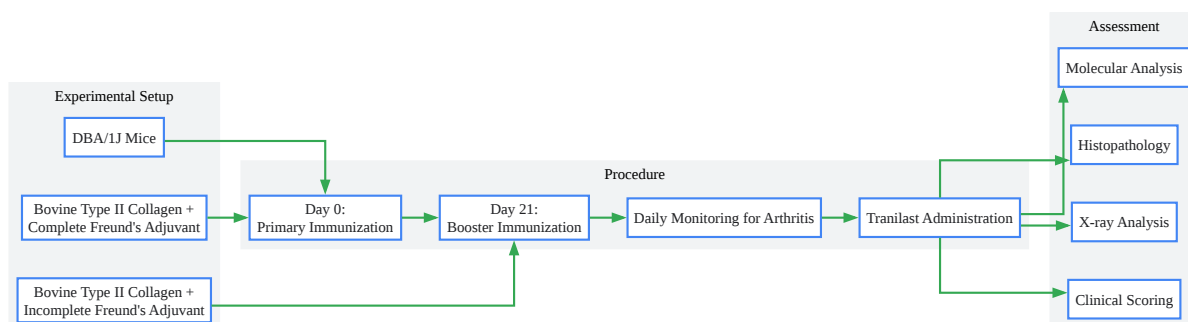 Experimental Setup
DBA/1J Mice
Bovine Type II Collagen +
Complete Freund's Adjuvant
Bovine Type II Collagen +
Incomplete Freund's Adjuvant
Procedure
Day 0:
Primary Immunization
Day 21:
Booster Immunization
Daily Monitoring for Arthritis
Tranilast Administration
Assessment
Molecular Analysis
Histopathology
X-ray Analysis
Clinical Scoring